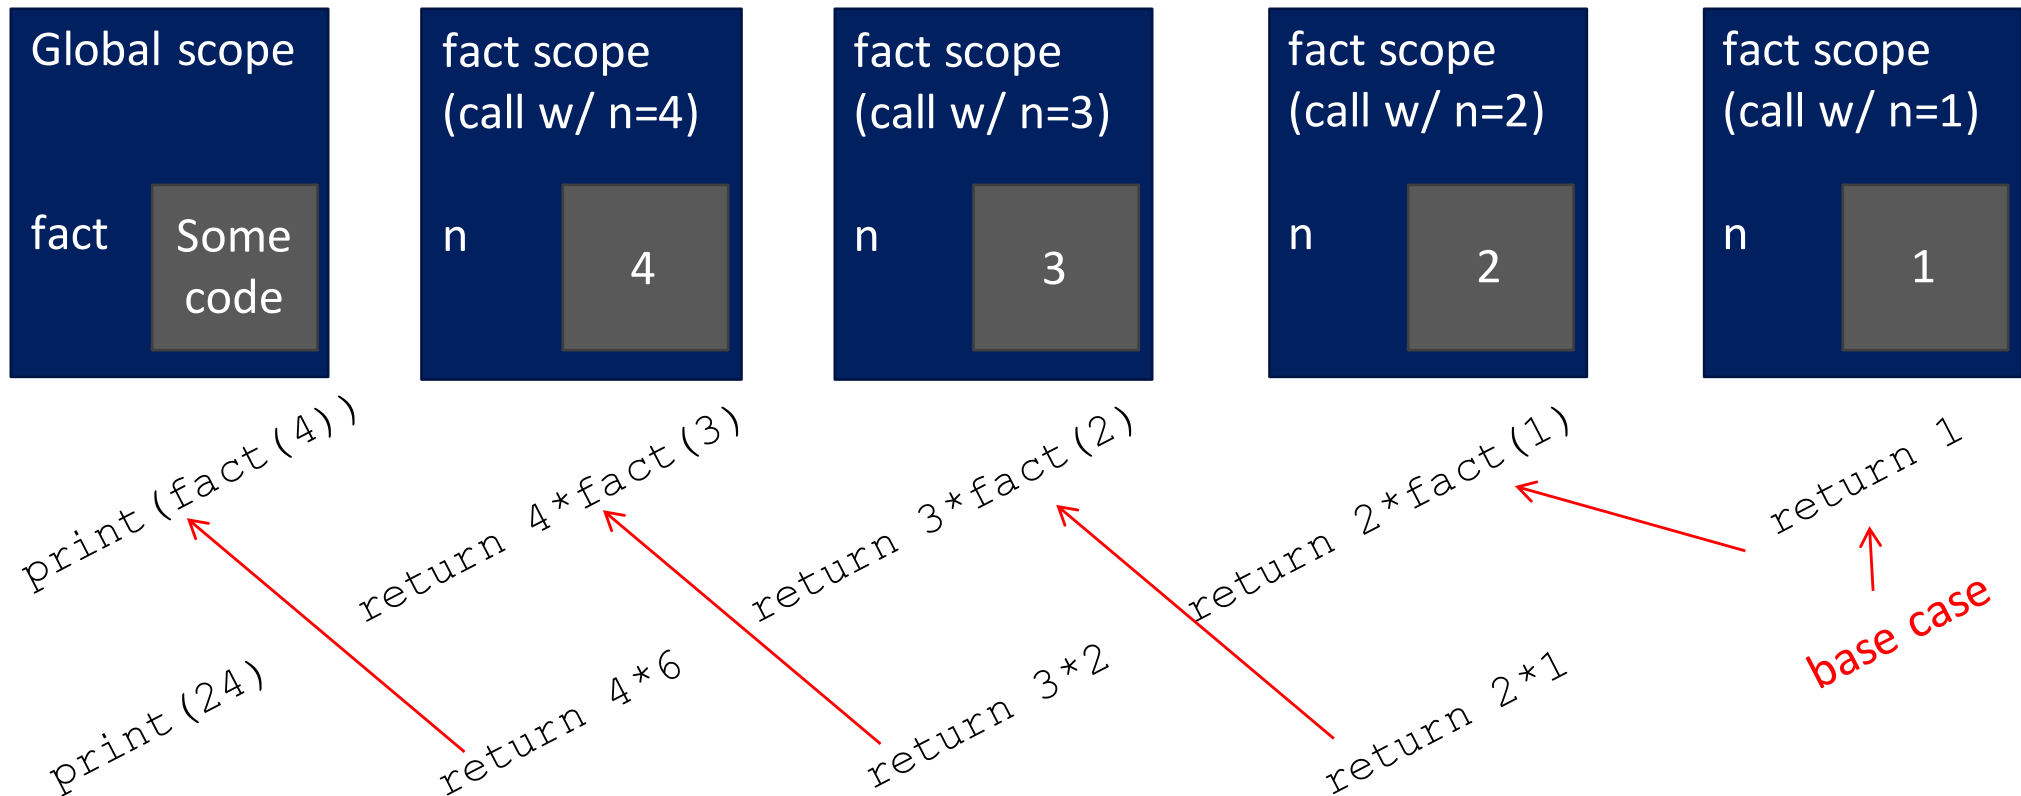 Global scope
fact
Some
code
fact scope
(call w/ n=4)
n
4
fact scope
(call w/ n=3)
n
3
fact scope
(call w/ n=2)
n
2
fact scope
(call w/ n=1)
n
1
print(fact(4))
return 4*fact(3)
return 3*fact(2)
return 2*fact(1)
return 1
base case
print(24)
return 4*6
return 3*2
return 2*1